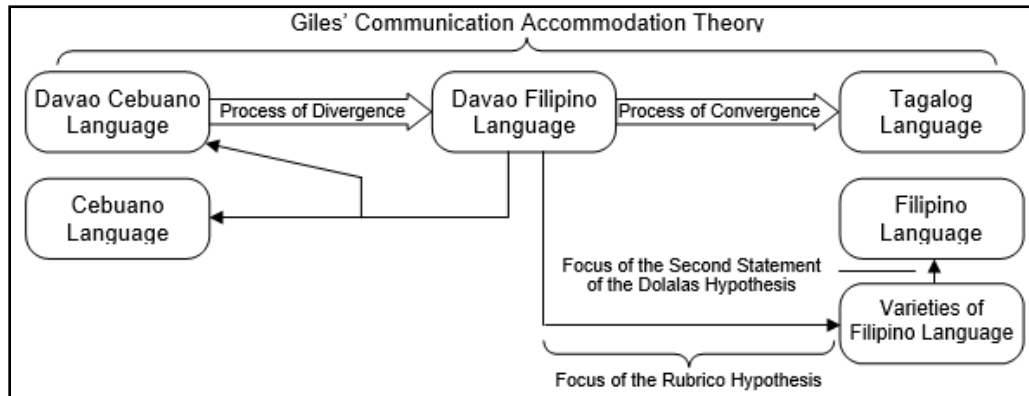 Giles' Communication Accommodation Theory
Davao Cebuano
Language
Process of Divergence
Davao Filipino
Language
Process of Convergence
Tagalog
Language
Cebuano
Language
Filipino
Language
Focus of the Second Statement
of the Dolalas Hypothesis
Varieties of
Filipino Language
Focus of the Rubrico Hypothesis